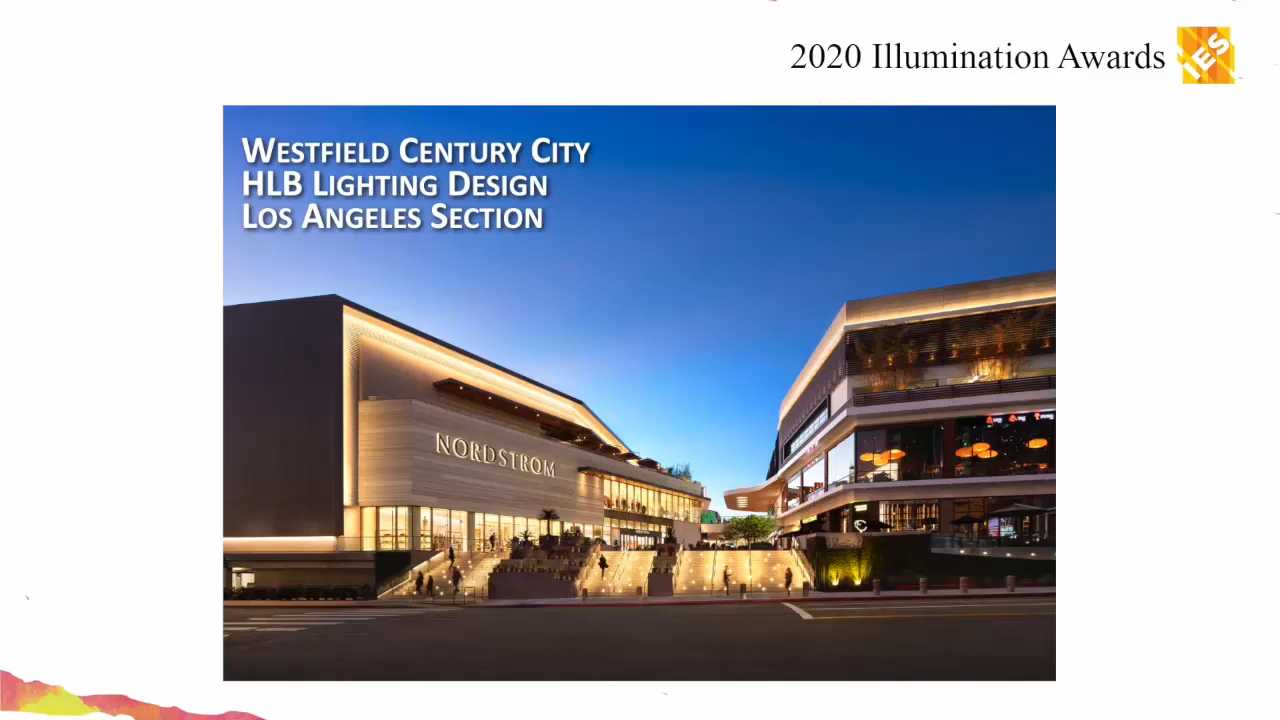 2020 Illumination Awards
IES
WESTFIELD CENTURY CITY
HLB LIGHTING DESIGN
LOS ANGELES SECTION
NORDSTROM